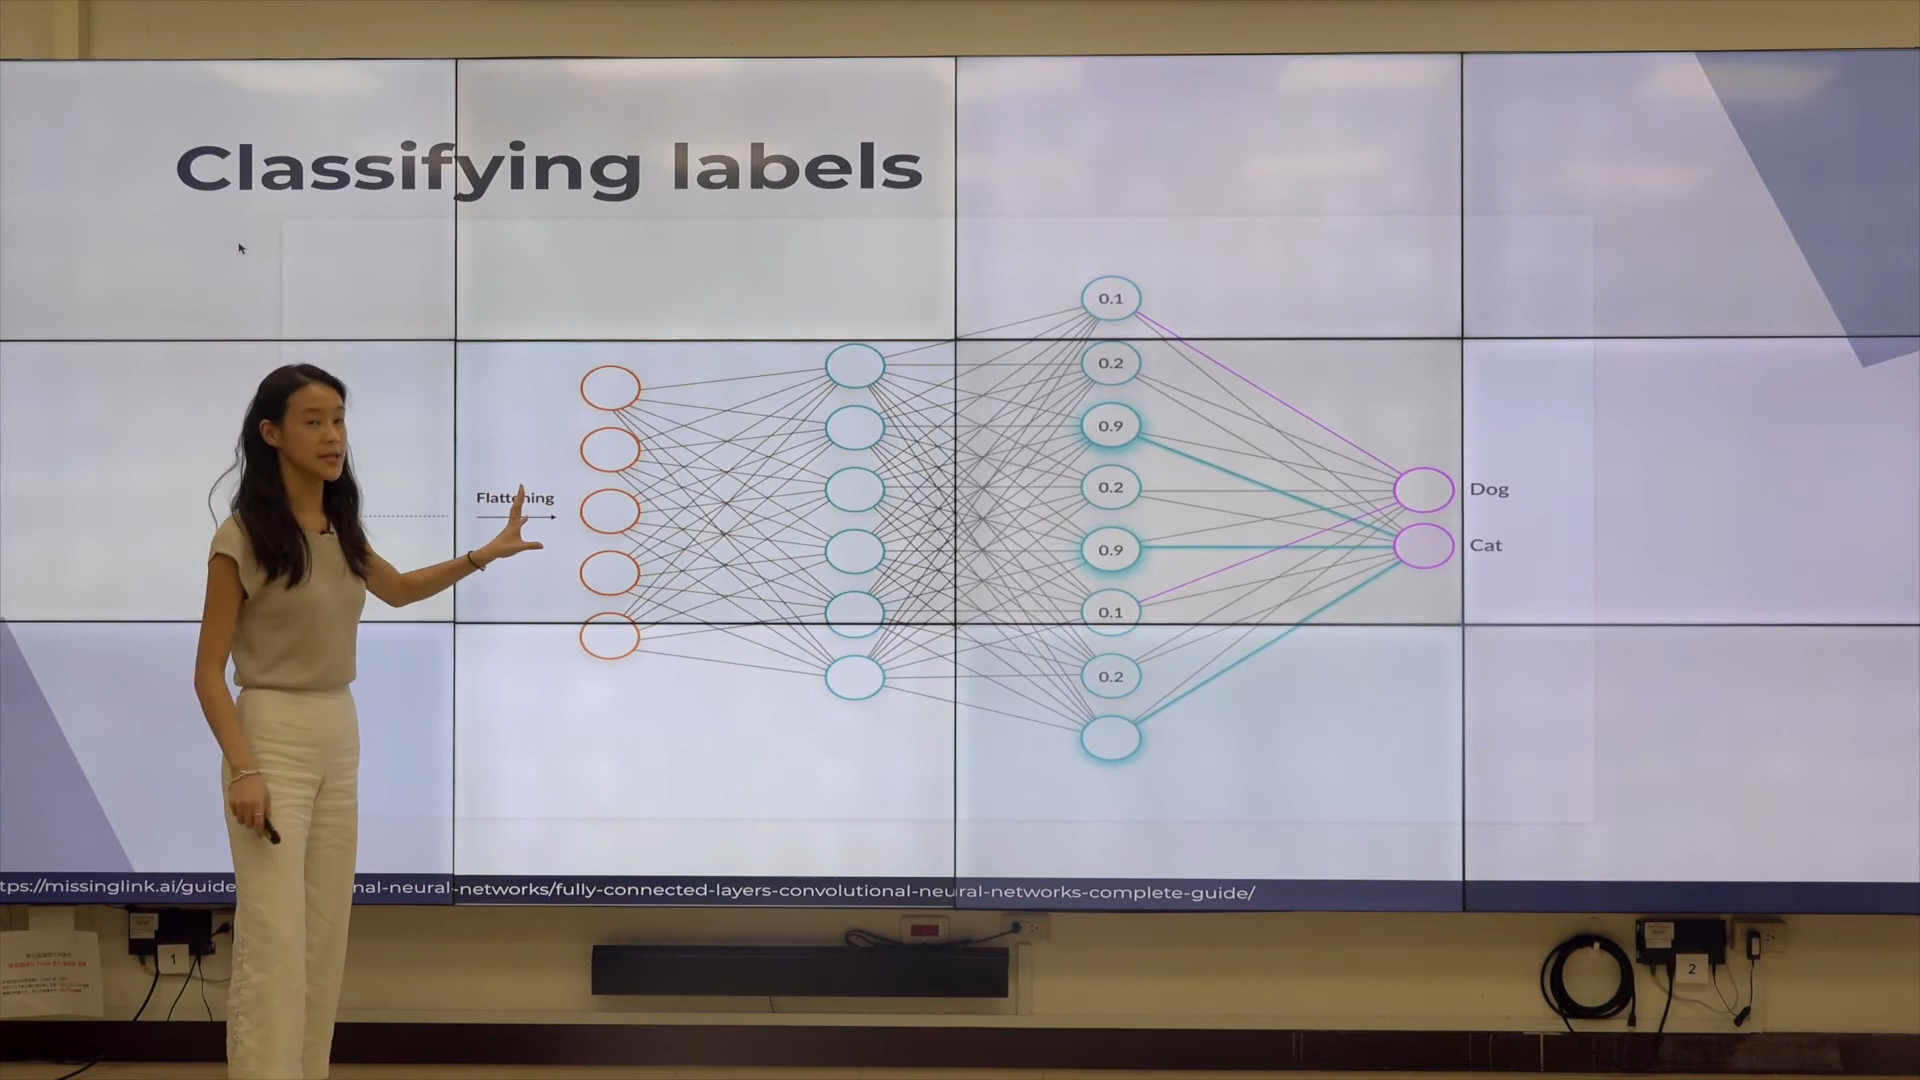 Classifying labels
Flattening
0.1
0.2
0.9
0.2
0.9
0.1
0.2
Dog
Cat
tps://missinglink.ai/guide
nal-neural-networks/fully-connected-layers-convolutional-neural-networks-complete-guide/
1
2